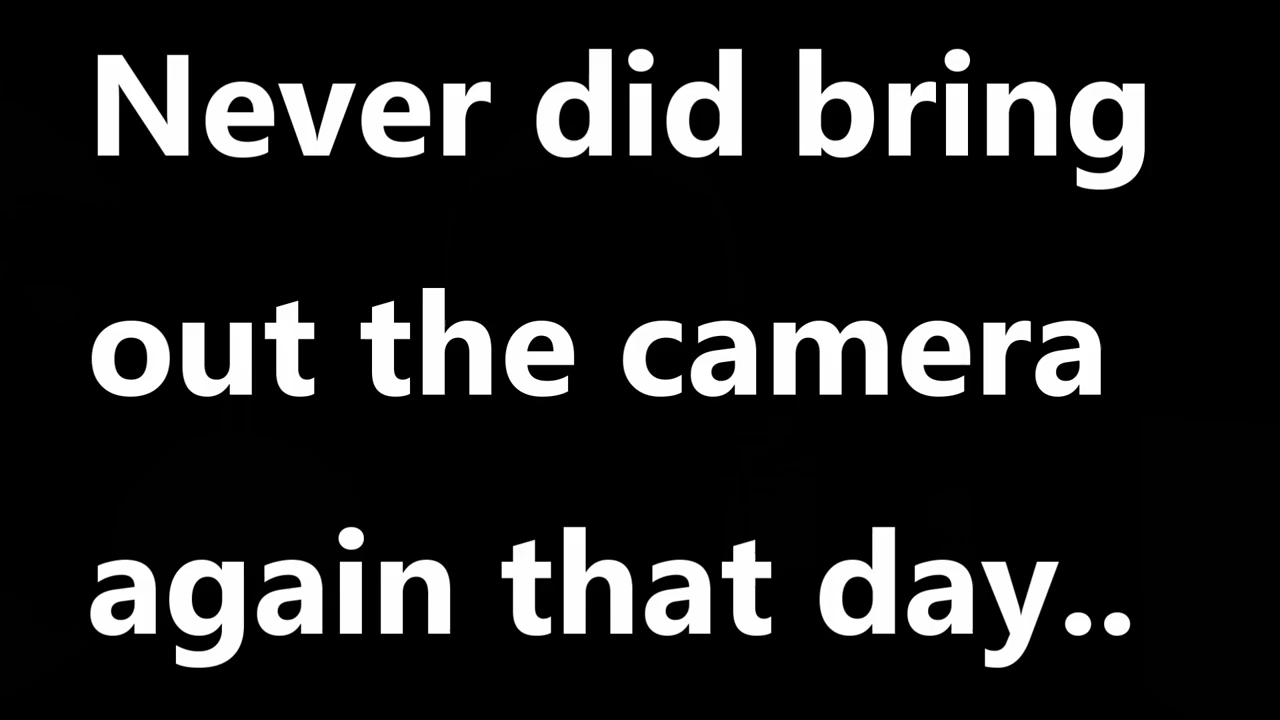 Never did bring
out the camera
again that day..